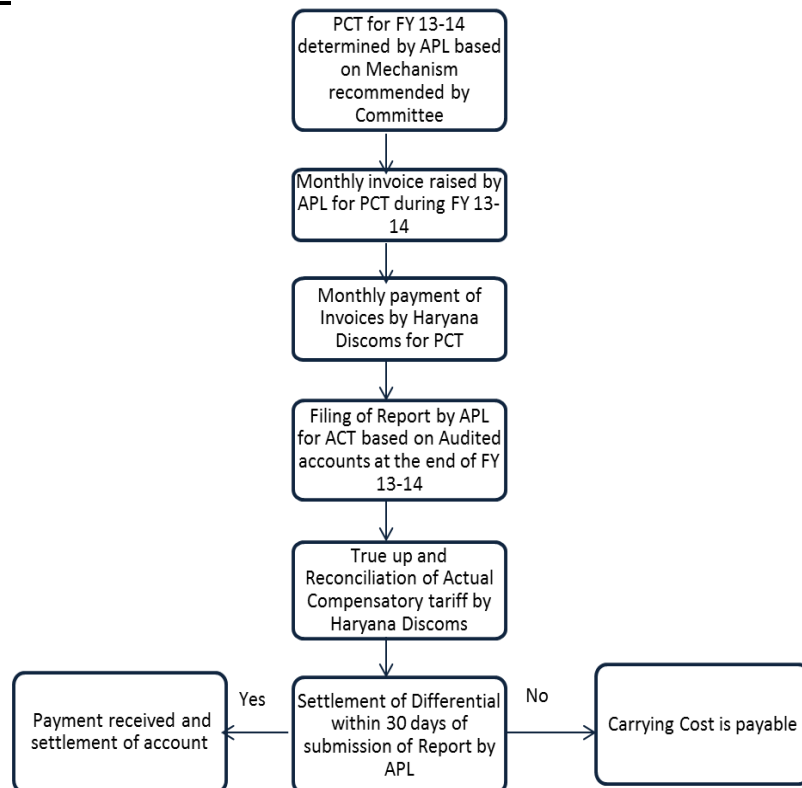 PCT for FY 13-14
determined by APL based
on Mechanism
recommended by
Committee
Monthly invoice raised by
APL for PCT during FY 13-
14
Monthly payment of
Invoices by Haryana
Discoms for PCT
Filing of Report by APL
for ACT based on Audited
accounts at the end of FY
13-14
True up and
Reconciliation of Actual
Compensatory tariff by
Haryana Discoms
Settlement of Differential
within 30 days of
submission of Report by
APL
Yes
Payment received and
settlement of account
No
Carrying Cost is payable